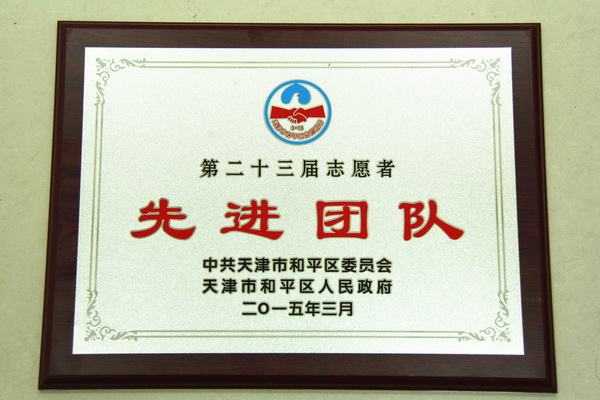 第二十三届志愿者
先进团队
中共天津市和平区委员会
天津市和平区人民政府
二〇一五年三月